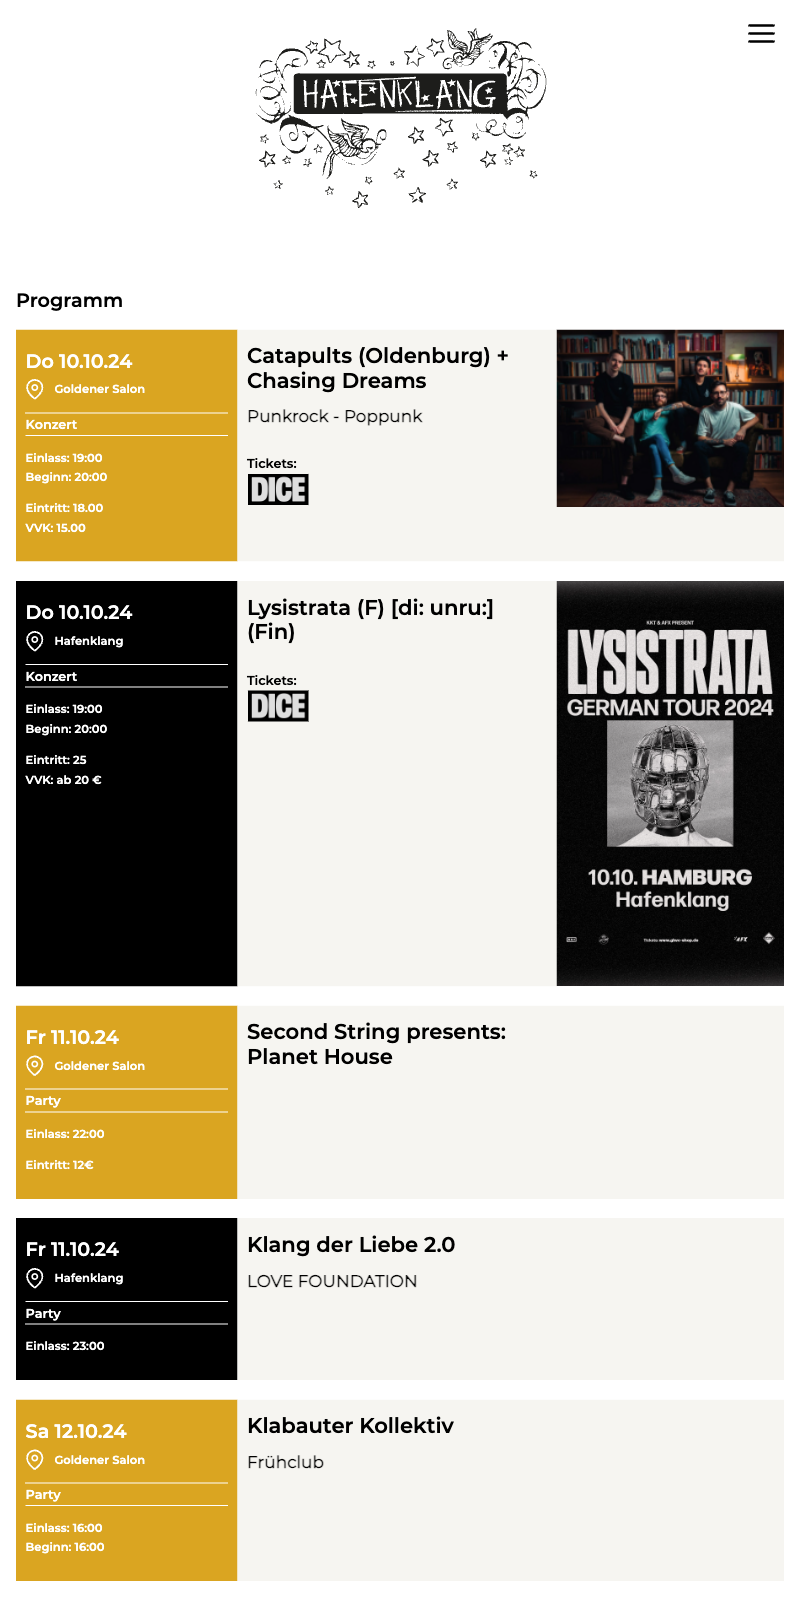 HAFENKLANG
Programm
Do 10.10.24
Goldener Salon
Konzert
Einlass: 19:00
Beginn: 20:00
Eintritt: 18.00
VVK: 15.00
Catapults (Oldenburg) +
Chasing Dreams
Punkrock - Poppunk
Tickets:
DICE
Do 10.10.24
Hafenklang
Konzert
Einlass: 19:00
Beginn: 20:00
Eintritt: 25
VVK: ab 20 €
Lysistrata (F) [di: unru:]
(Fin)
Tickets:
DICE
KKT & AFX PRESENT
LYSISTRATA
GERMAN TOUR 2024
10.10. HAMBURG
Hafenklang
Fr 11.10.24
Goldener Salon
Party
Einlass: 22:00
Eintritt: 12€
Second String presents:
Planet House
Fr 11.10.24
Hafenklang
Party
Einlass: 23:00
Klang der Liebe 2.0
LOVE FOUNDATION
Sa 12.10.24
Goldener Salon
Party
Einlass: 16:00
Beginn: 16:00
Klabauter Kollektiv
Frühclub